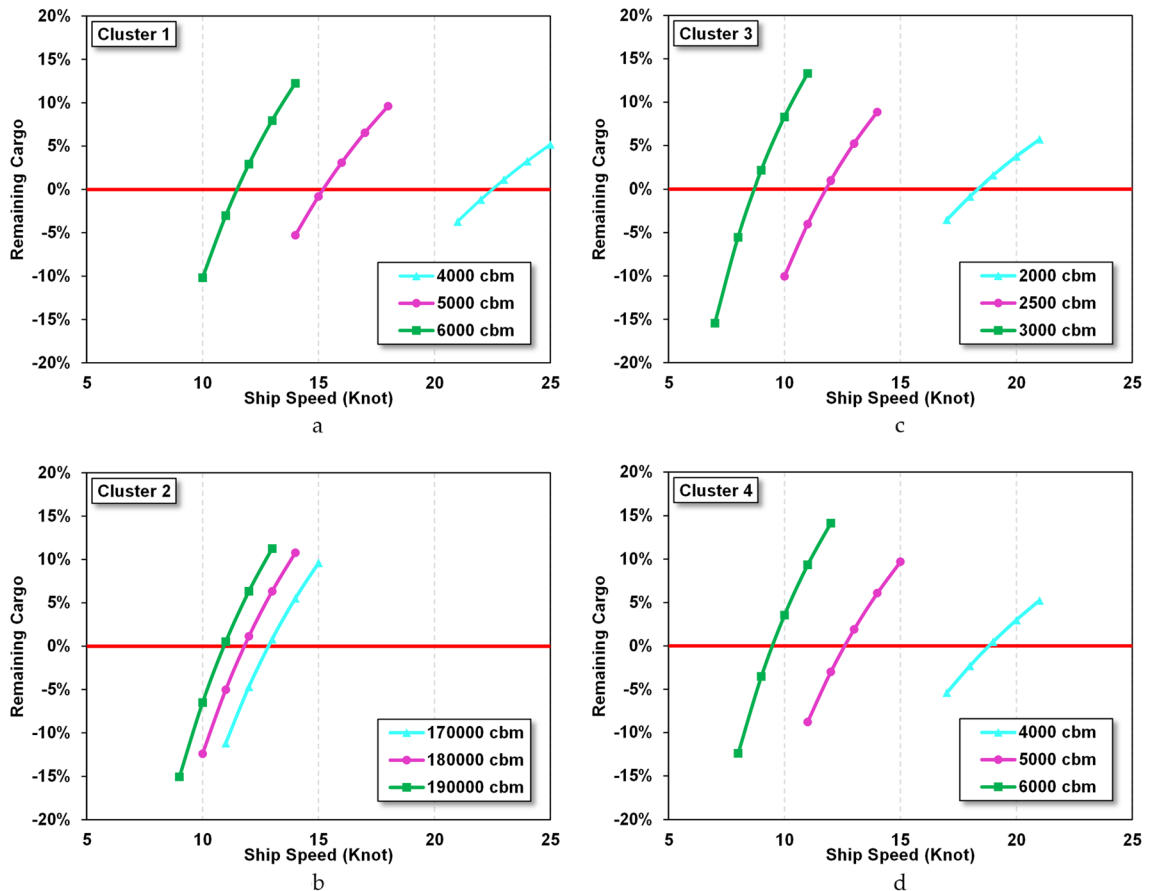 Cluster 1
20%
15%
10%
5%
0%
-5%
-10%
-15%
-20%
Remaining Cargo
4000 cbm
5000 cbm
6000 cbm
5 10 15 20 25
Ship Speed (Knot)
a
Cluster 3
20%
15%
10%
5%
0%
-5%
-10%
-15%
-20%
Remaining Cargo
2000 cbm
2500 cbm
3000 cbm
5 10 15 20 25
Ship Speed (Knot)
c
Cluster 2
20%
15%
10%
5%
0%
-5%
-10%
-15%
-20%
Remaining Cargo
170000 cbm
180000 cbm
190000 cbm
5 10 15 20 25
Ship Speed (Knot)
b
Cluster 4
20%
15%
10%
5%
0%
-5%
-10%
-15%
-20%
Remaining Cargo
4000 cbm
5000 cbm
6000 cbm
5 10 15 20 25
Ship Speed (Knot)
d